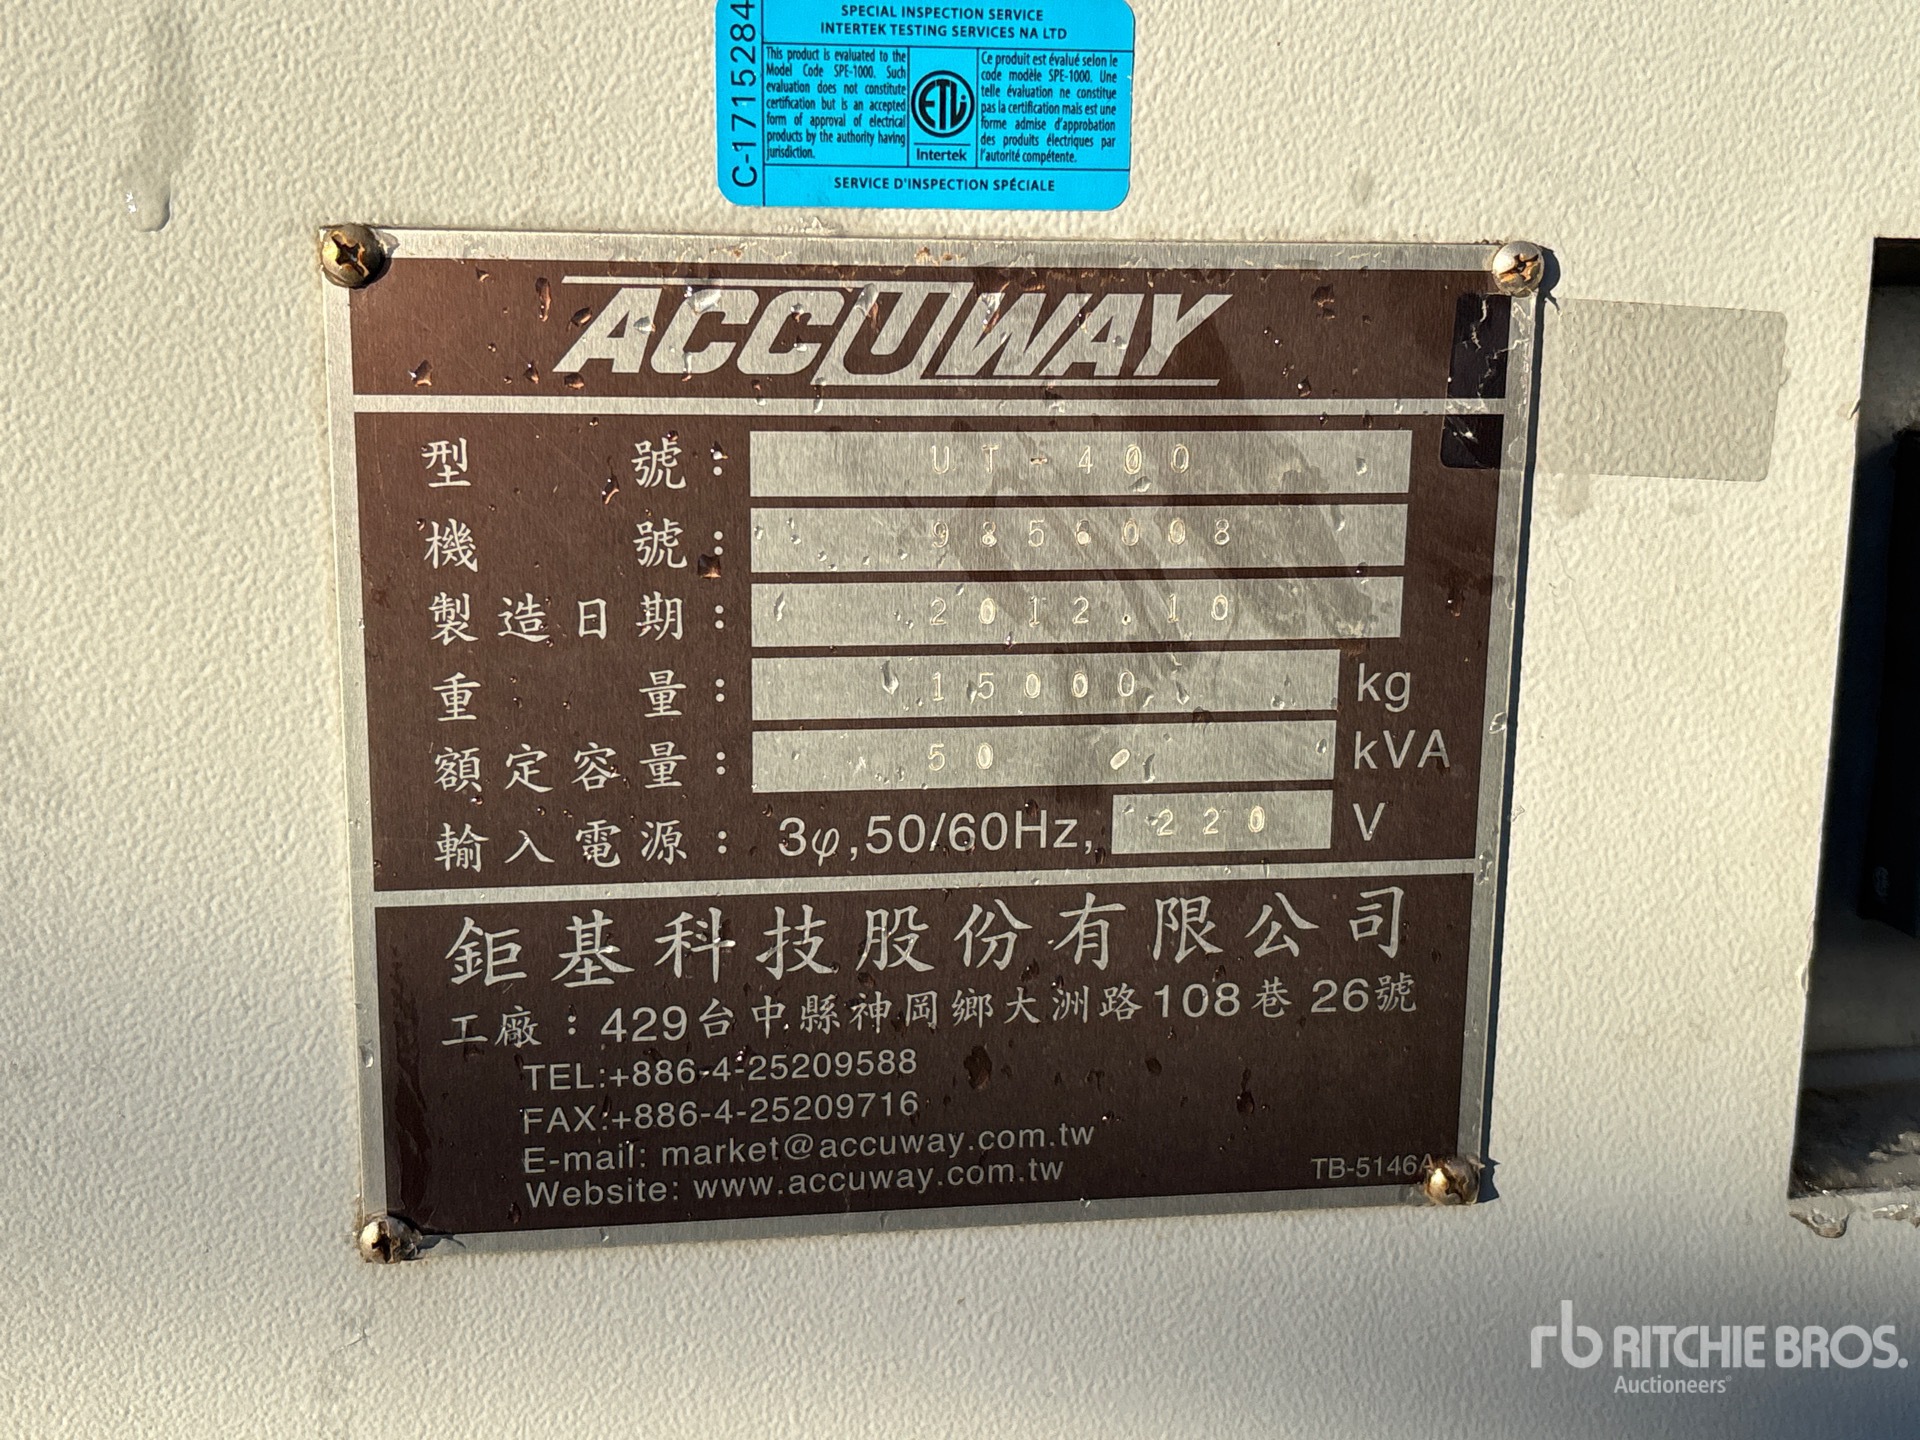 C-1715284
SPECIAL INSPECTION SERVICE
INTERTEK TESTING SERVICES NA LTD
This product is evaluated to the
Model Code SPE-1000. Such
evaluation does not constitute
certification but is an accepted
form of approval of electrical
products by the authority having
jurisdiction.
ETL
Intertek
Ce produit est évalué selon le
code modèle SPE-1000. Une
telle évaluation ne constitue
pas la certification mais est une
forme admise d'approbation
des produits électriques par
l'autorité compétente.
SERVICE D'INSPECTION SPÉCIALE
ACCUWAY
型號: UT-400
機號: 9856008
製造日期: 2012.10
重量: 15000 kg
額定容量: 50 kVA
輸入電源: 3φ,50/60Hz, 220 V
鉅基科技股份有限公司
工廠:429台中縣神岡鄉大洲路108巷26號
TEL:+886-4-25209588
FAX:+886-4-25209716
E-mail: market@accuway.com.tw
Website: www.accuway.com.tw
TB-5146A
rb RITCHIE BROS.
Auctioneers